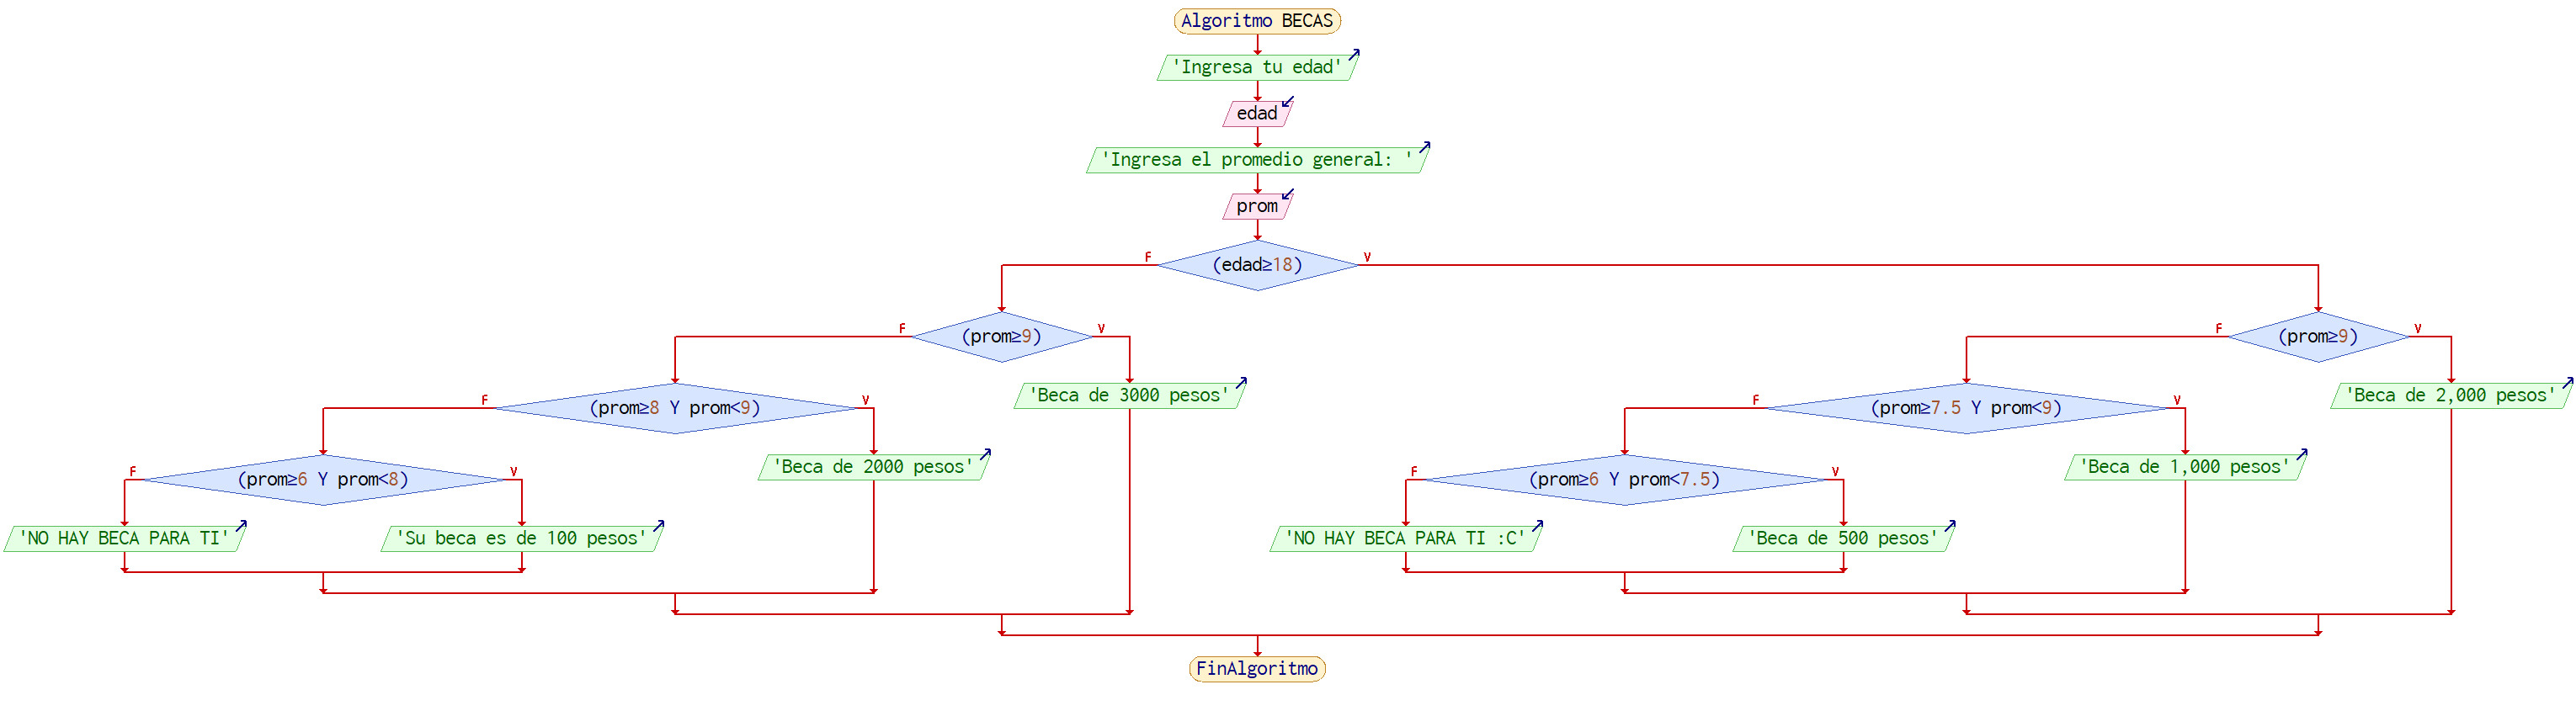 Algoritmo BECAS
'Ingresa tu edad'
edad
'Ingresa el promedio general: '
prom
F (edad≥18) V
F (prom≥9) V
F (prom≥9) V
'Beca de 3000 pesos'
'Beca de 2,000 pesos'
F (prom≥8 Y prom<9) V
F (prom≥7.5 Y prom<9) V
'Beca de 2000 pesos'
'Beca de 1,000 pesos'
F (prom≥6 Y prom<8) V
F (prom≥6 Y prom<7.5) V
'NO HAY BECA PARA TI'
'Su beca es de 100 pesos'
'NO HAY BECA PARA TI :C'
'Beca de 500 pesos'
FinAlgoritmo